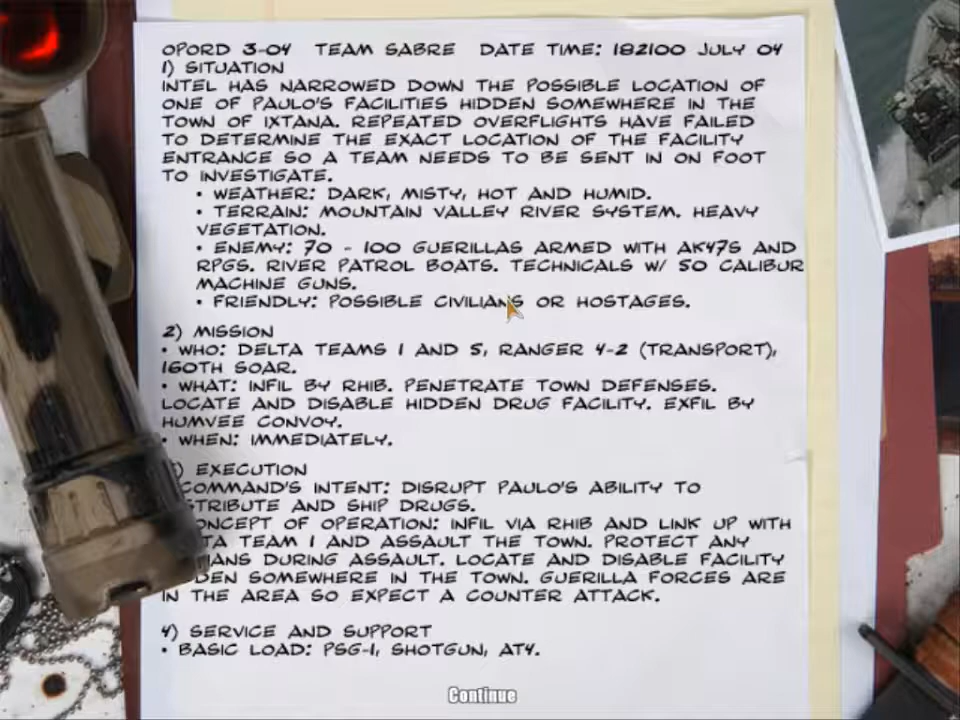 OPORD 3-04 TEAM SABRE DATE TIME: 182100 JULY 04
1) SITUATION
INTEL HAS NARROWED DOWN THE POSSIBLE LOCATION OF
ONE OF PAULO'S FACILITIES HIDDEN SOMEWHERE IN THE
TOWN OF IXTANA. REPEATED OVERFLIGHTS HAVE FAILED
TO DETERMINE THE EXACT LOCATION OF THE FACILITY
ENTRANCE SO A TEAM NEEDS TO BE SENT IN ON FOOT
TO INVESTIGATE.
• WEATHER: DARK, MISTY, HOT AND HUMID.
• TERRAIN: MOUNTAIN VALLEY RIVER SYSTEM. HEAVY
VEGETATION.
• ENEMY: 70 - 100 GUERILLAS ARMED WITH AK47S AND
RPGS. RIVER PATROL BOATS. TECHNICALS W/ 50 CALIBUR
MACHINE GUNS.
• FRIENDLY: POSSIBLE CIVILIANS OR HOSTAGES.
2) MISSION
• WHO: DELTA TEAMS 1 AND 5, RANGER 4-2 (TRANSPORT),
160TH SOAR.
• WHAT: INFIL BY RHIB. PENETRATE TOWN DEFENSES.
LOCATE AND DISABLE HIDDEN DRUG FACILITY. EXFIL BY
HUMVEE CONVOY.
• WHEN: IMMEDIATELY.
) EXECUTION
COMMAND'S INTENT: DISRUPT PAULO'S ABILITY TO
STRIBUTE AND SHIP DRUGS.
ONCEPT OF OPERATION: INFIL VIA RHIB AND LINK UP WITH
TA TEAM 1 AND ASSAULT THE TOWN. PROTECT ANY
IANS DURING ASSAULT. LOCATE AND DISABLE FACILITY
DEN SOMEWHERE IN THE TOWN. GUERILLA FORCES ARE
IN THE AREA SO EXPECT A COUNTER ATTACK.
4) SERVICE AND SUPPORT
• BASIC LOAD: PSG-1, SHOTGUN, AT4.
Continue